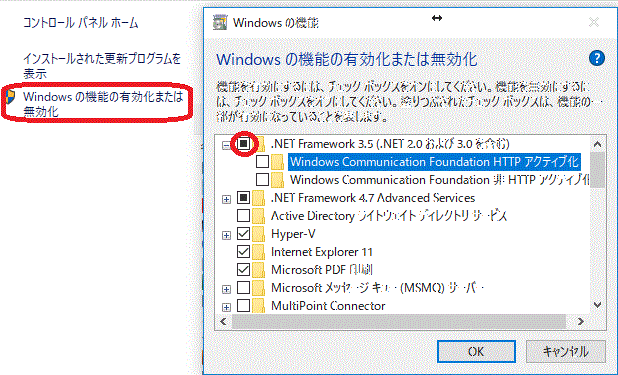 コントロール パネル ホーム
インストールされた更新プログラムを
表示
Windows の機能の有効化または
無効化
Windows の機能
Windows の機能の有効化または無効化
機能を有効にするには、チェック ボックスをオンにしてください。機能を無効にするに
は、チェック ボックスをオフにしてください。塗りつぶされたチェック ボックスは、機能の一
部が有効になっていることを表します。
.NET Framework 3.5 (.NET 2.0 および 3.0 を含む)
Windows Communication Foundation HTTP アクティブ化
Windows Communication Foundation 非 HTTP アクティブ化
.NET Framework 4.7 Advanced Services
Active Directory ライトウェイト ディレクトリ サービス
Hyper-V
Internet Explorer 11
Microsoft PDF 印刷
Microsoft メッセージ キュー (MSMQ) サーバー
MultiPoint Connector
OK
キャンセル